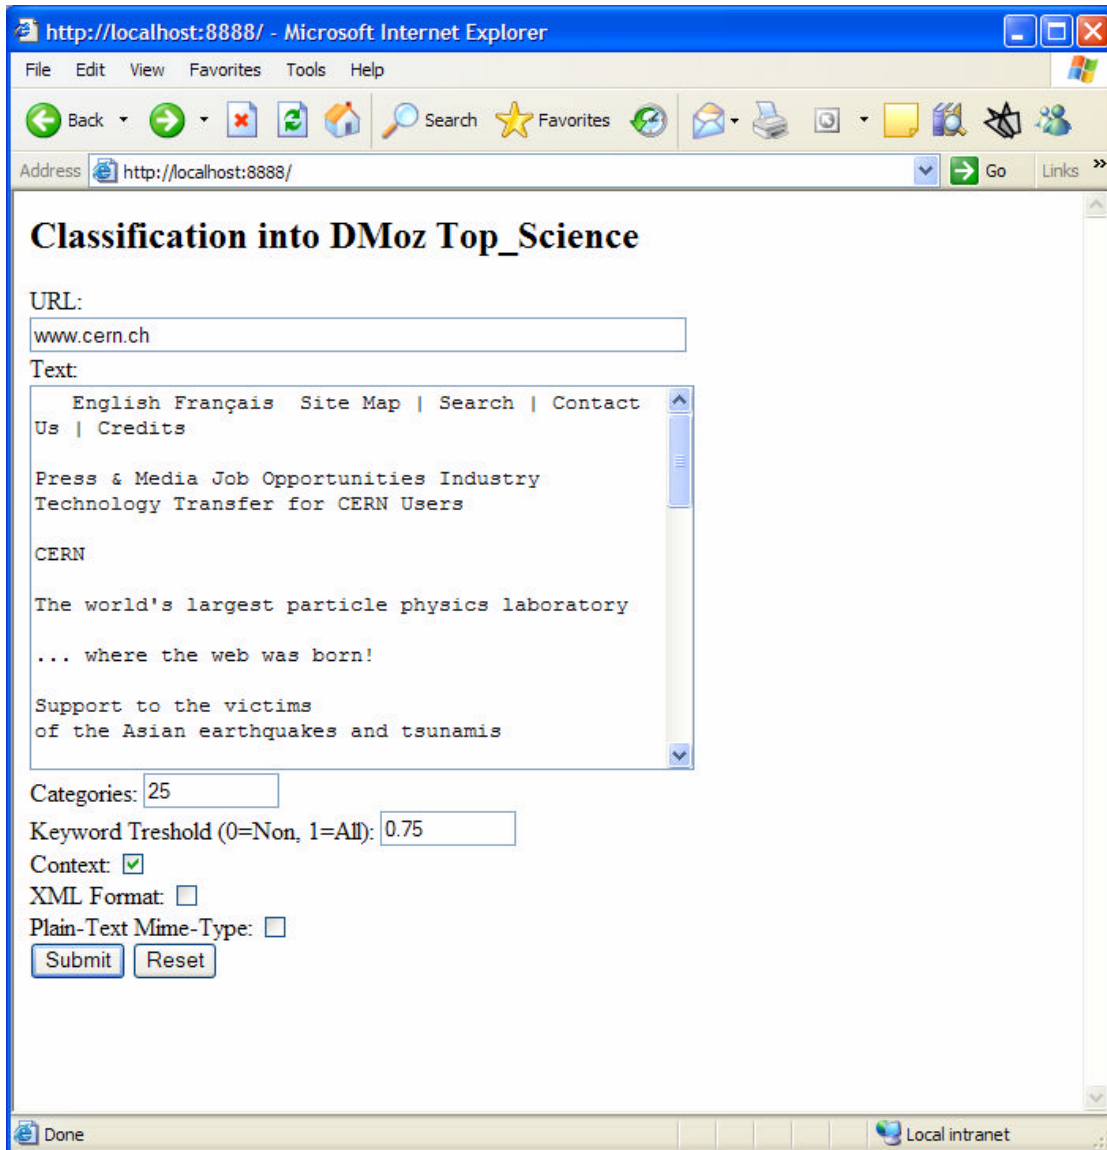 http://localhost:8888/ - Microsoft Internet Explorer
File Edit View Favorites Tools Help
Back Search Favorites
Address http://localhost:8888/ Go Links »
Classification into DMoz Top_Science
URL:
www.cern.ch
Text:
English Français Site Map | Search | Contact
Us | Credits
Press & Media Job Opportunities Industry
Technology Transfer for CERN Users
CERN
The world's largest particle physics laboratory
... where the web was born!
Support to the victims
of the Asian earthquakes and tsunamis
Categories: 25
Keyword Treshold (0=Non, 1=All): 0.75
Context:
XML Format:
Plain-Text Mime-Type:
Submit Reset
Done Local intranet